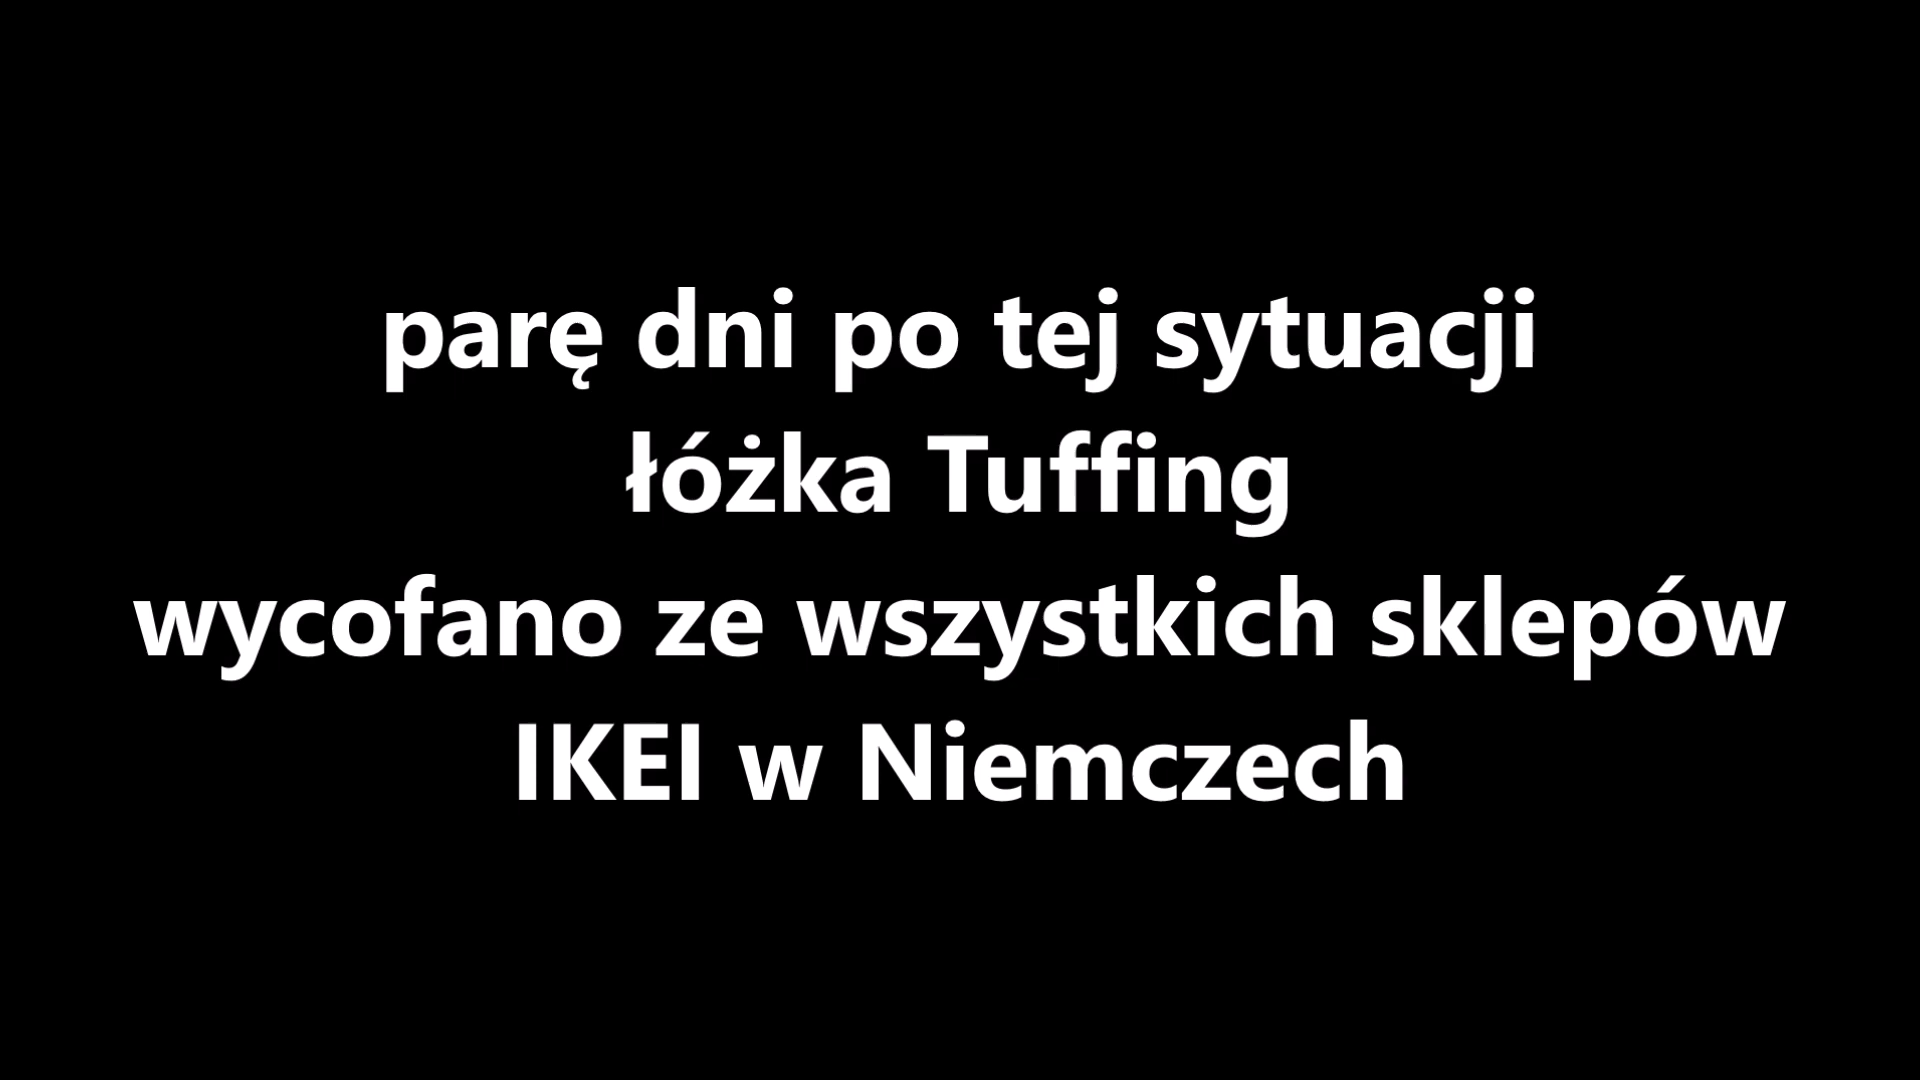 parę dni po tej sytuacji
łóżka Tuffing
wycofano ze wszystkich sklepów
IKEI w Niemczech